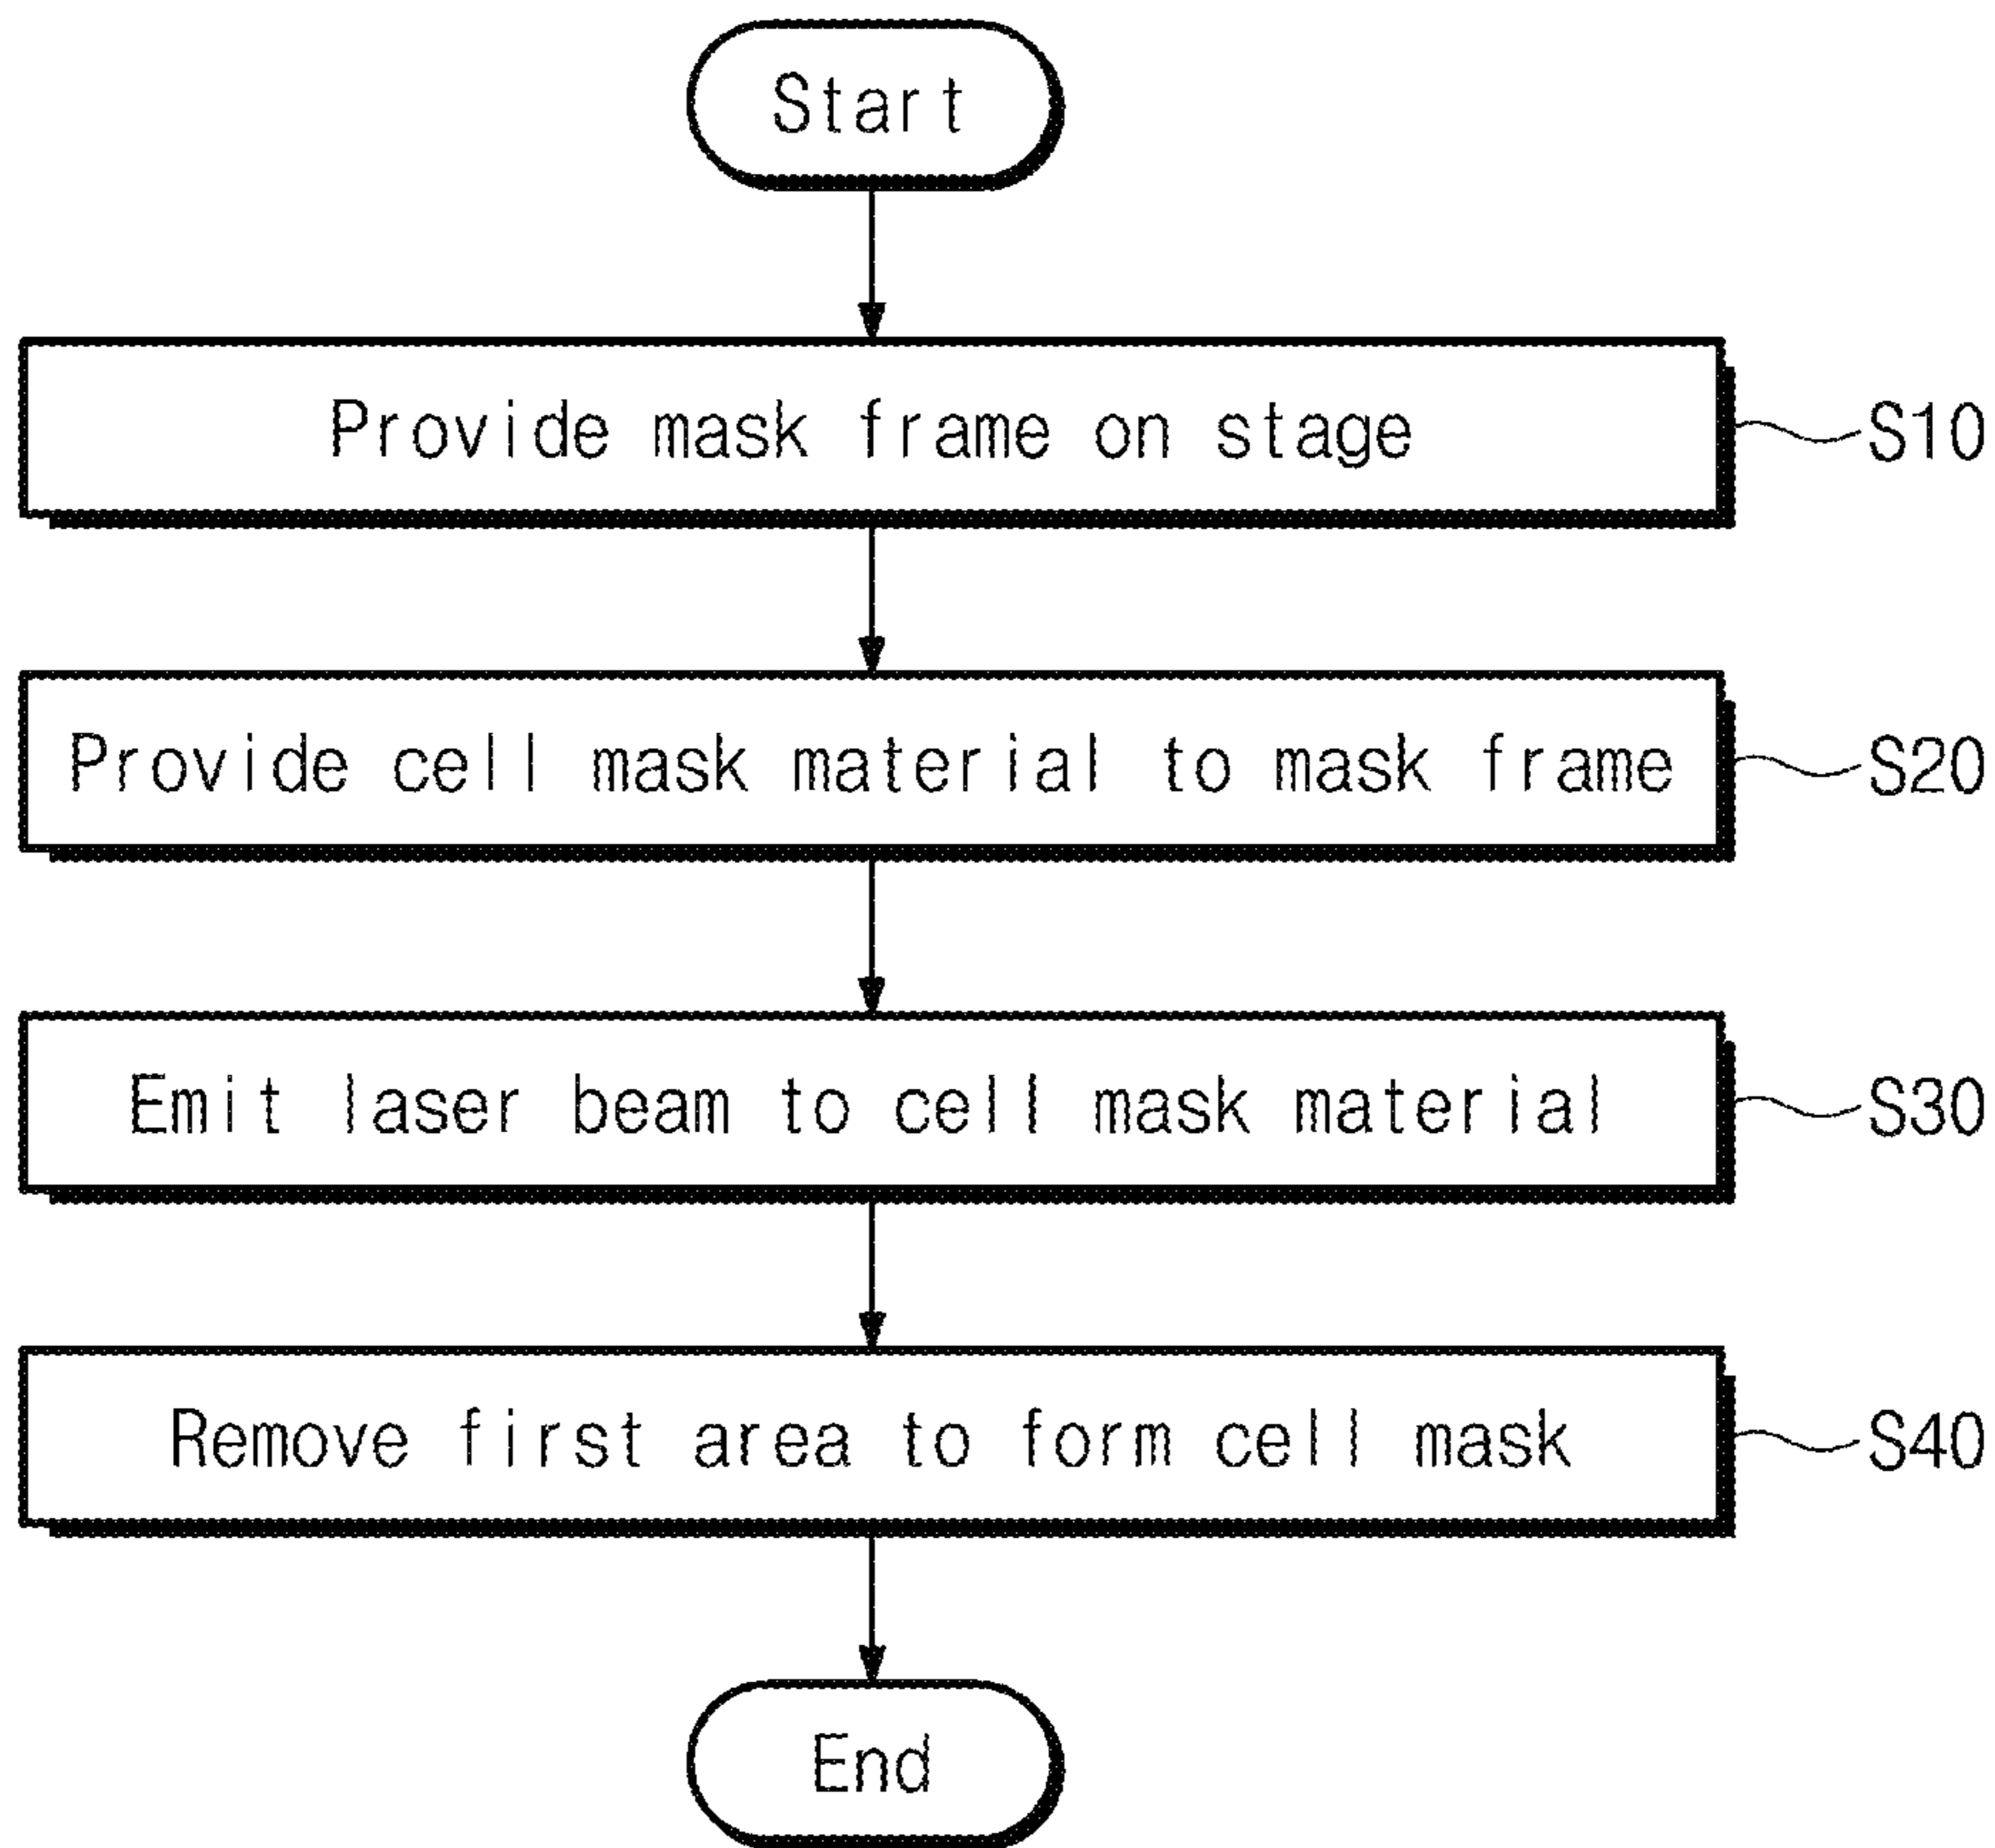 Start
Provide mask frame on stage S10
Provide cell mask material to mask frame S20
Emit laser beam to cell mask material S30
Remove first area to form cell mask S40
End